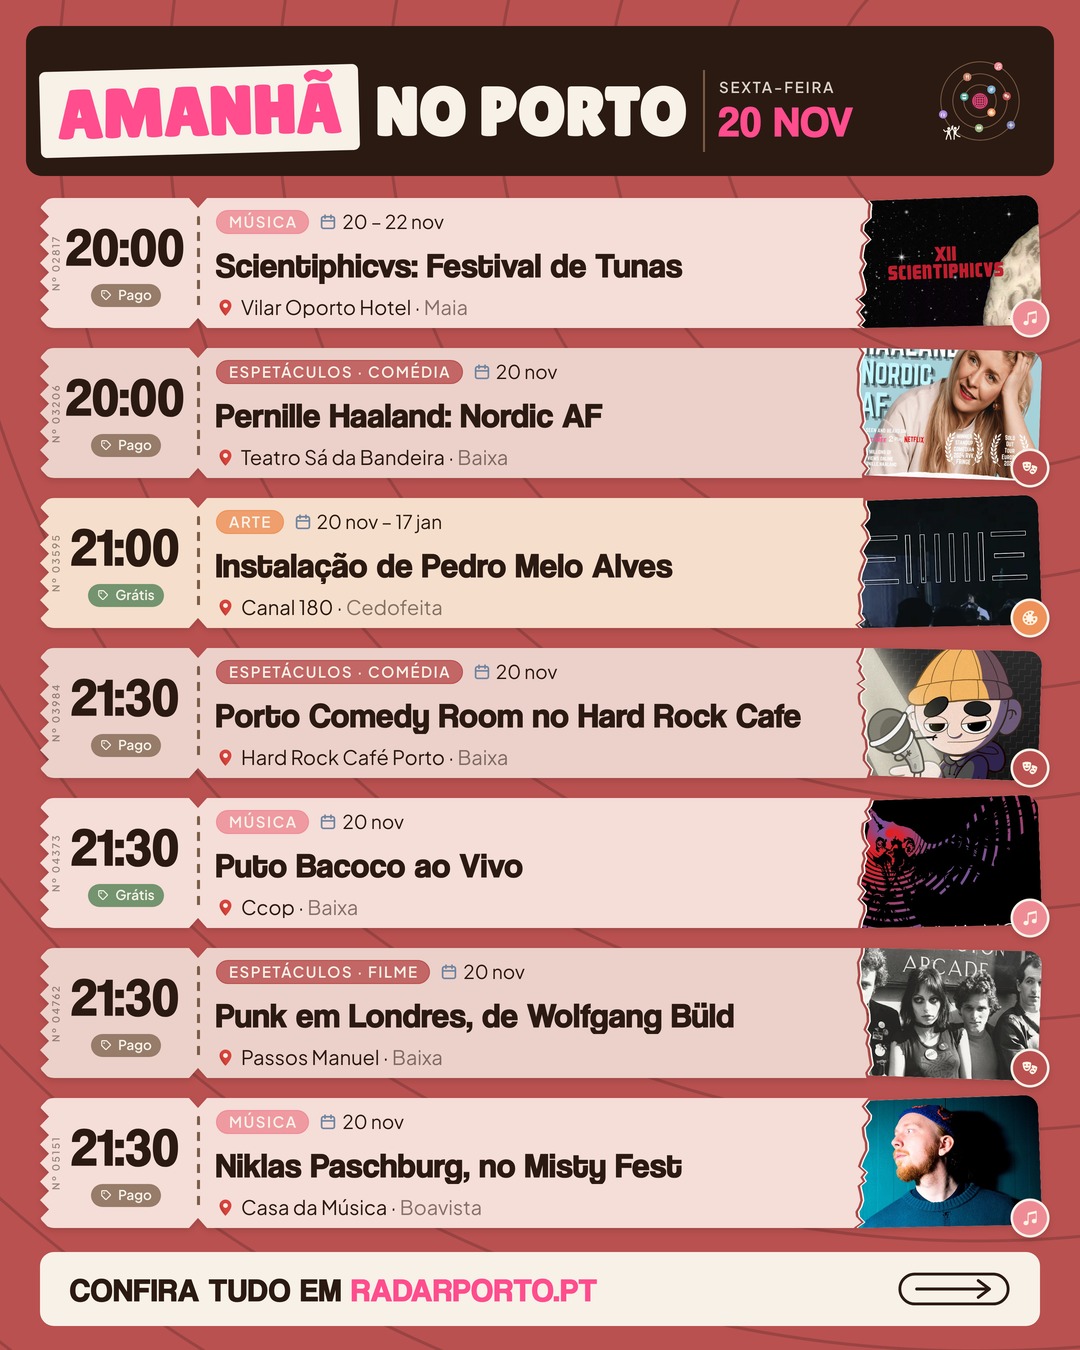 AMANHÃ NO PORTO
SEXTA-FEIRA
20 NOV
Nº 02817
20:00
Pago
MÚSICA 20 – 22 nov
Scientiphicvs: Festival de Tunas
Vilar Oporto Hotel · Maia
XII
SCIENTIPHICVS
Nº 03206
20:00
Pago
ESPETÁCULOS · COMÉDIA 20 nov
Pernille Haaland: Nordic AF
Teatro Sá da Bandeira · Baixa
HAALAND
NORDIC
AF
NETFLIX
Nº 03595
21:00
Grátis
ARTE 20 nov – 17 jan
Instalação de Pedro Melo Alves
Canal 180 · Cedofeita
Nº 03984
21:30
Pago
ESPETÁCULOS · COMÉDIA 20 nov
Porto Comedy Room no Hard Rock Cafe
Hard Rock Café Porto · Baixa
Nº 04373
21:30
Grátis
MÚSICA 20 nov
Puto Bacoco ao Vivo
Ccop · Baixa
Nº 04762
21:30
Pago
ESPETÁCULOS · FILME 20 nov
Punk em Londres, de Wolfgang Büld
Passos Manuel · Baixa
ARCADE
Nº 05151
21:30
Pago
MÚSICA 20 nov
Niklas Paschburg, no Misty Fest
Casa da Música · Boavista
CONFIRA TUDO EM RADARPORTO.PT